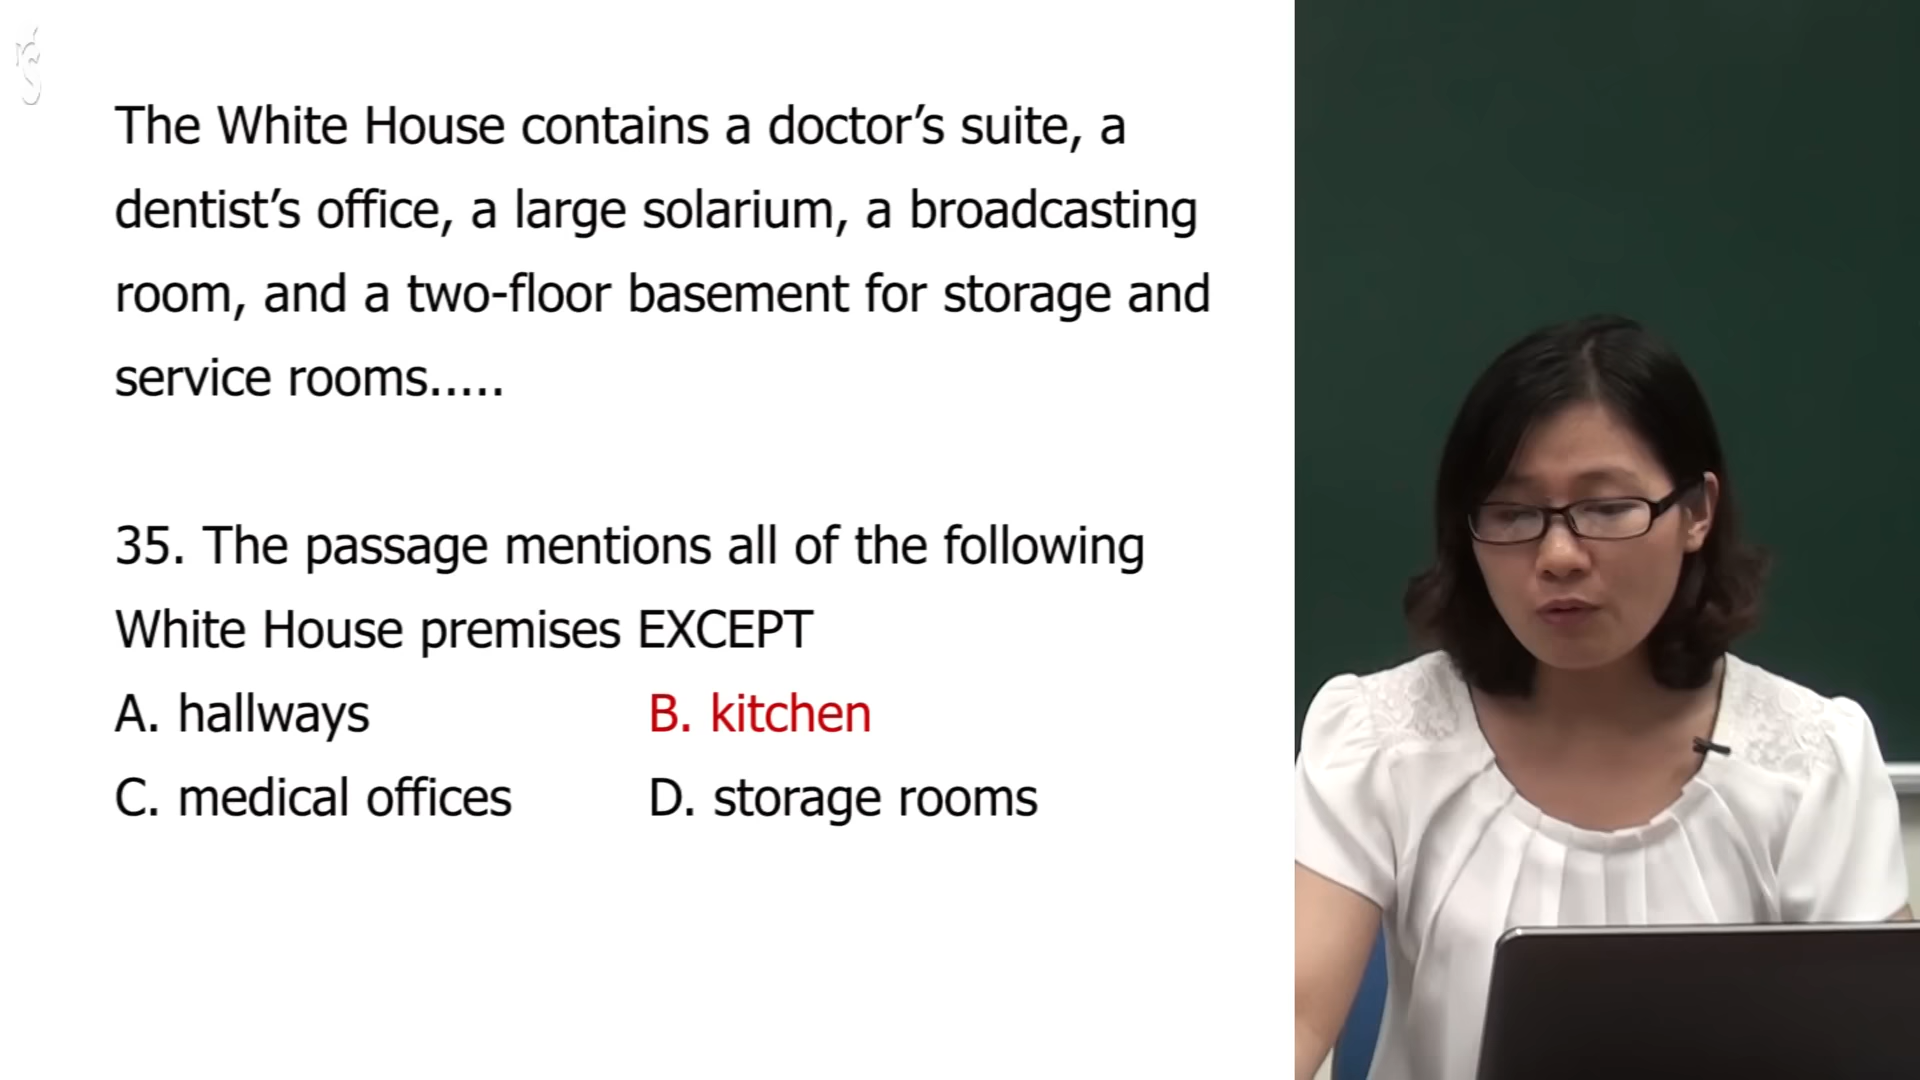 The White House contains a doctor’s suite, a
dentist’s office, a large solarium, a broadcasting
room, and a two-floor basement for storage and
service rooms.....
35. The passage mentions all of the following
White House premises EXCEPT
A. hallways B. kitchen
C. medical offices D. storage rooms